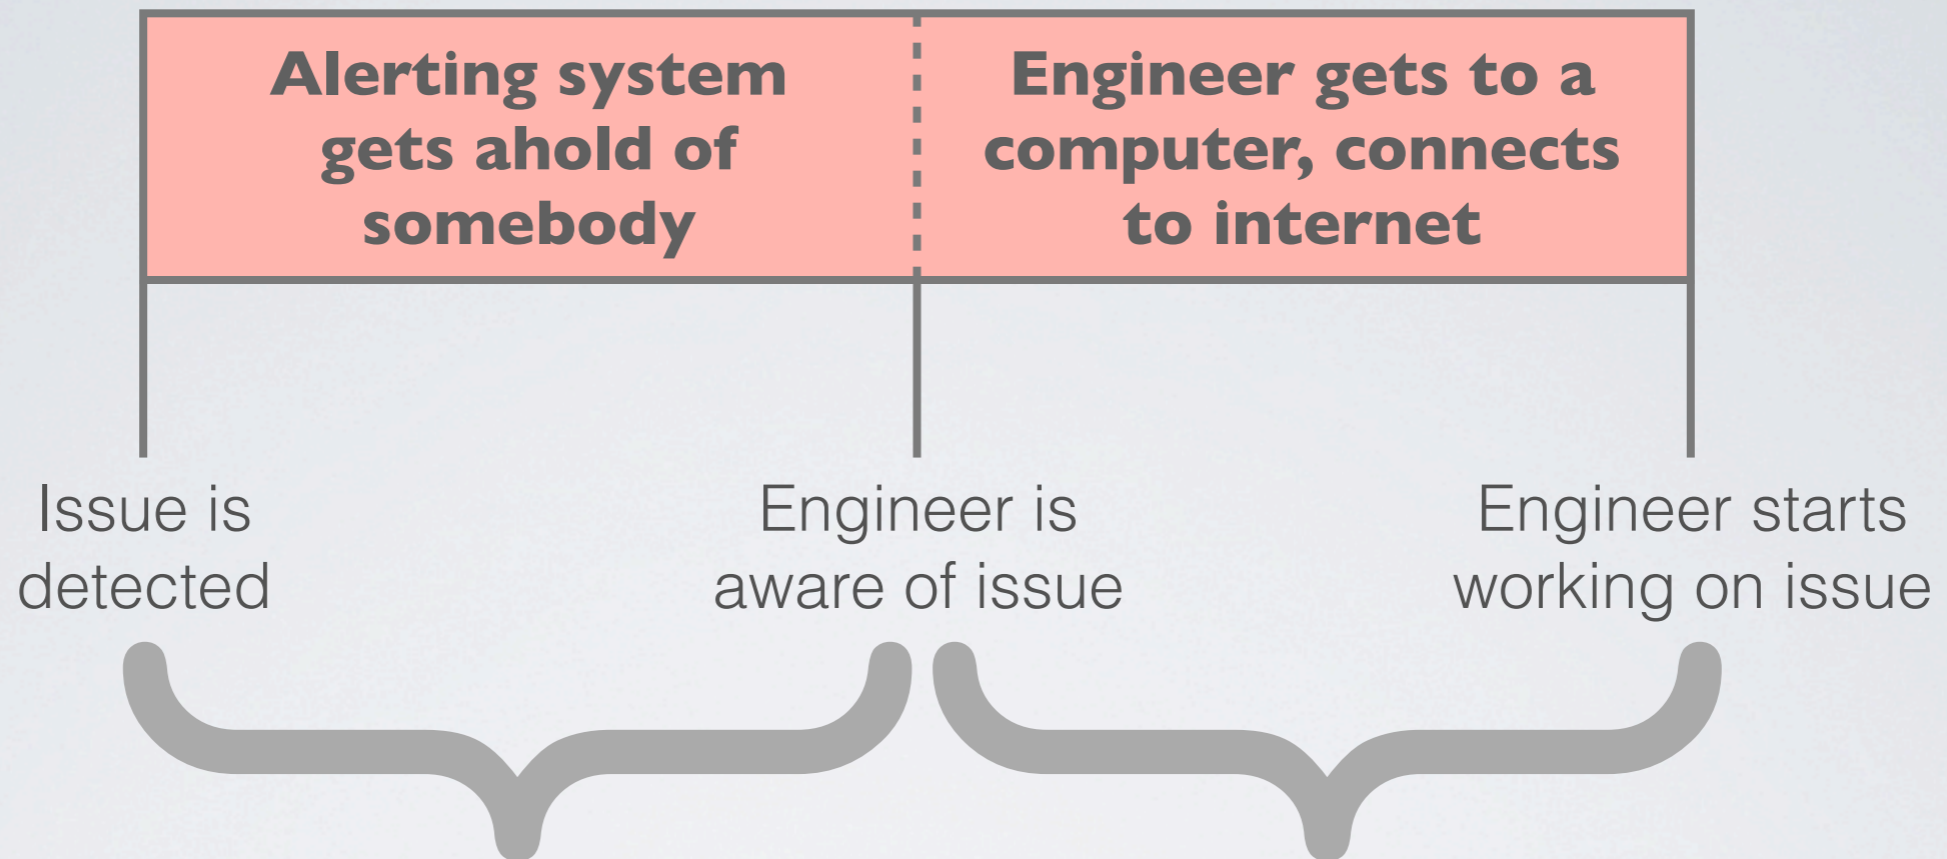 Alerting system
gets ahold of
somebody
Engineer gets to a
computer, connects
to internet
Issue is
detected
Engineer is
aware of issue
Engineer starts
working on issue